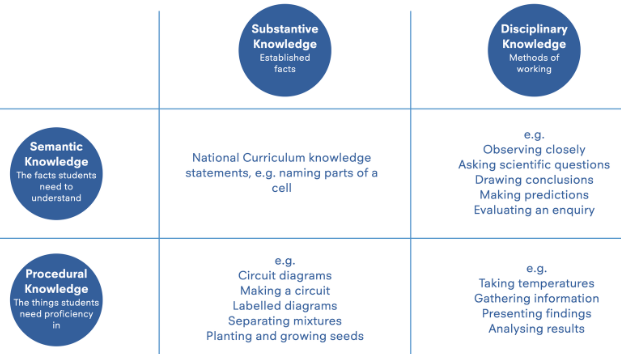 Substantive
Knowledge
Established
facts
Disciplinary
Knowledge
Methods of
working
Semantic
Knowledge
The facts students
need to
understand
National Curriculum knowledge
statements, e.g. naming parts of a
cell
e.g.
Observing closely
Asking scientific questions
Drawing conclusions
Making predictions
Evaluating an enquiry
Procedural
Knowledge
The things students
need proficiency
in
e.g.
Circuit diagrams
Making a circuit
Labelled diagrams
Separating mixtures
Planting and growing seeds
e.g.
Taking temperatures
Gathering information
Presenting findings
Analysing results